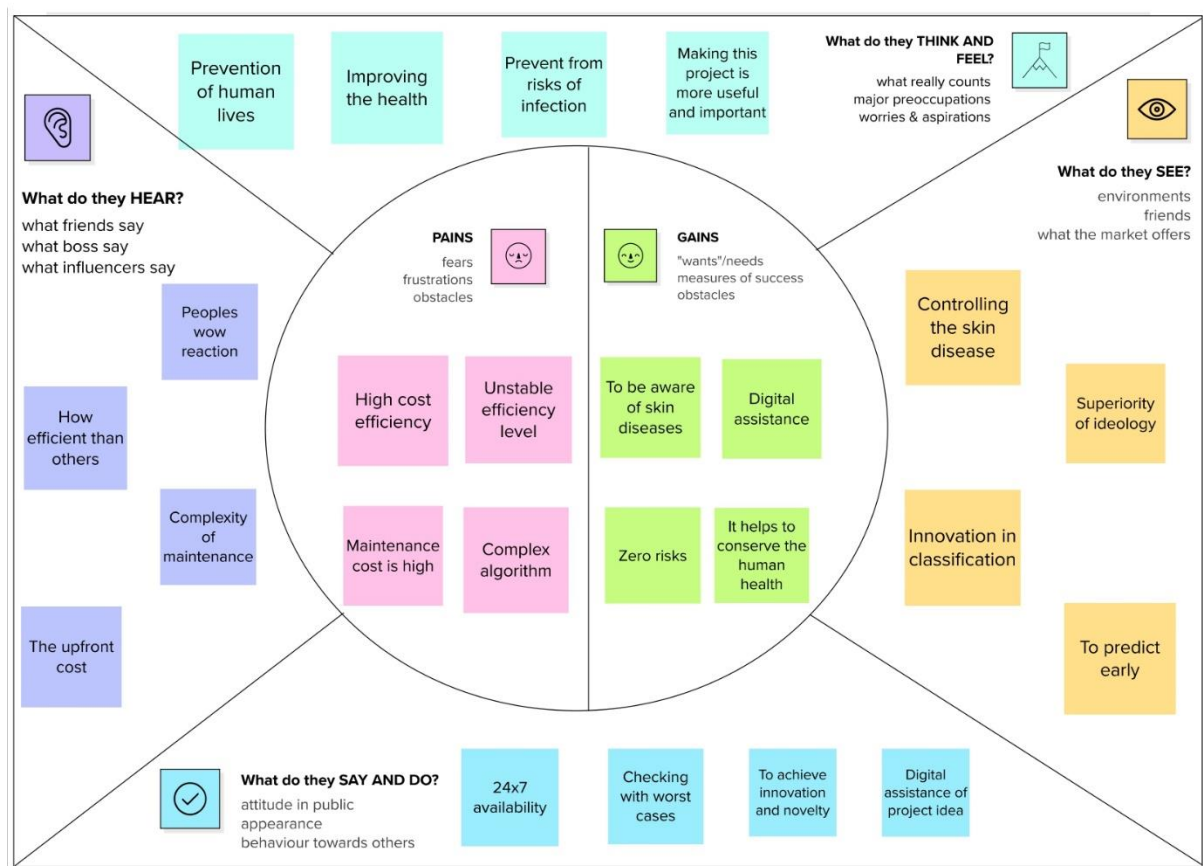 What do they THINK AND
FEEL?
what really counts
major preoccupations
worries & aspirations
Prevention
of human
lives
Improving
the health
Prevent from
risks of
infection
Making this
project is
more useful
and important
What do they HEAR?
what friends say
what boss say
what influencers say
Peoples
wow
reaction
How
efficient than
others
Complexity
of
maintenance
The upfront
cost
PAINS
fears
frustrations
obstacles
High cost
efficiency
Unstable
efficiency
level
Maintenance
cost is high
Complex
algorithm
GAINS
"wants"/needs
measures of success
obstacles
To be aware
of skin
diseases
Digital
assistance
Zero risks
It helps to
conserve the
human
health
What do they SEE?
environments
friends
what the market offers
Controlling
the skin
disease
Superiority
of ideology
Innovation in
classification
To predict
early
What do they SAY AND DO?
attitude in public
appearance
behaviour towards others
24x7
availability
Checking
with worst
cases
To achieve
innovation
and novelty
Digital
assistance of
project idea